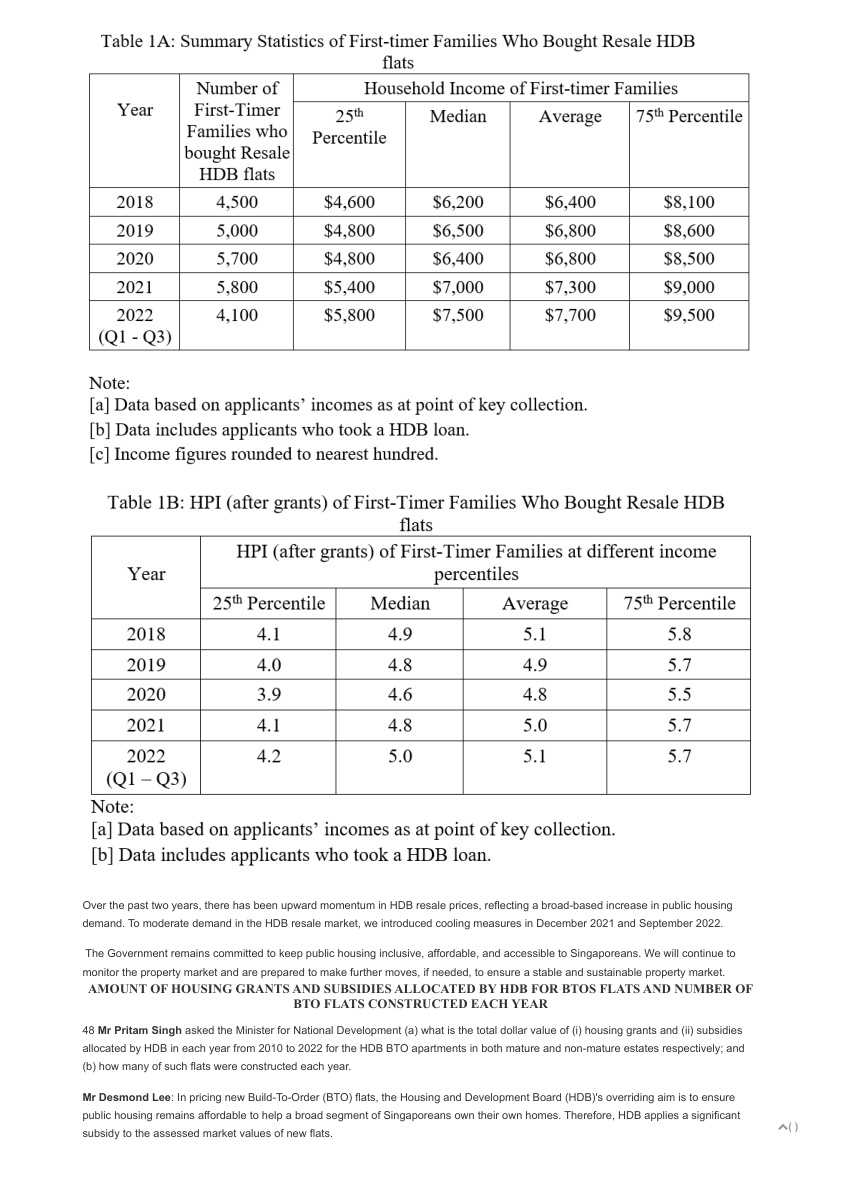 Table 1A: Summary Statistics of First-timer Families Who Bought Resale HDB
flats
Year
Number of
First-Timer
Families who
bought Resale
HDB flats
Household Income of First-timer Families
25th
Percentile
Median
Average
75th Percentile
2018 4,500 $4,600 $6,200 $6,400 $8,100
2019 5,000 $4,800 $6,500 $6,800 $8,600
2020 5,700 $4,800 $6,400 $6,800 $8,500
2021 5,800 $5,400 $7,000 $7,300 $9,000
2022 4,100 $5,800 $7,500 $7,700 $9,500
(Q1 - Q3)
Note:
[a] Data based on applicants’ incomes as at point of key collection.
[b] Data includes applicants who took a HDB loan.
[c] Income figures rounded to nearest hundred.
Table 1B: HPI (after grants) of First-Timer Families Who Bought Resale HDB
flats
Year
HPI (after grants) of First-Timer Families at different income
percentiles
25th Percentile Median Average 75th Percentile
2018 4.1 4.9 5.1 5.8
2019 4.0 4.8 4.9 5.7
2020 3.9 4.6 4.8 5.5
2021 4.1 4.8 5.0 5.7
2022 4.2 5.0 5.1 5.7
(Q1 – Q3)
Note:
[a] Data based on applicants’ incomes as at point of key collection.
[b] Data includes applicants who took a HDB loan.
Over the past two years, there has been upward momentum in HDB resale prices, reflecting a broad-based increase in public housing
demand. To moderate demand in the HDB resale market, we introduced cooling measures in December 2021 and September 2022.
The Government remains committed to keep public housing inclusive, affordable, and accessible to Singaporeans. We will continue to
monitor the property market and are prepared to make further moves, if needed, to ensure a stable and sustainable property market.
AMOUNT OF HOUSING GRANTS AND SUBSIDIES ALLOCATED BY HDB FOR BTOS FLATS AND NUMBER OF
BTO FLATS CONSTRUCTED EACH YEAR
48 Mr Pritam Singh asked the Minister for National Development (a) what is the total dollar value of (i) housing grants and (ii) subsidies
allocated by HDB in each year from 2010 to 2022 for the HDB BTO apartments in both mature and non-mature estates respectively; and
(b) how many of such flats were constructed each year.
Mr Desmond Lee: In pricing new Build-To-Order (BTO) flats, the Housing and Development Board (HDB)'s overriding aim is to ensure
public housing remains affordable to help a broad segment of Singaporeans own their own homes. Therefore, HDB applies a significant
subsidy to the assessed market values of new flats.
( )